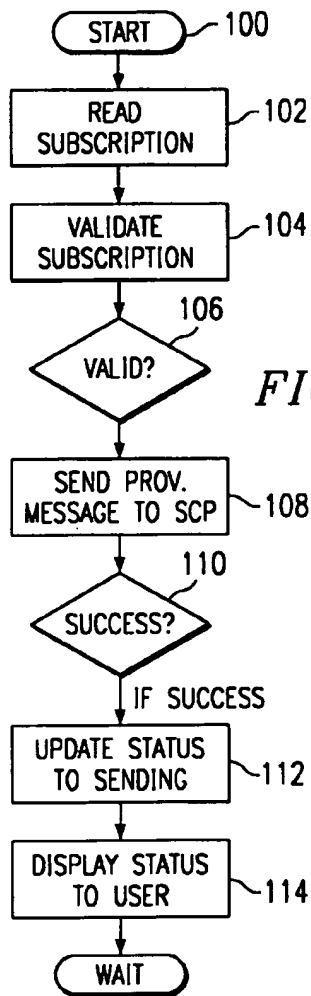 START
100
READ
SUBSCRIPTION
102
VALIDATE
SUBSCRIPTION
104
106
VALID?
SEND PROV.
MESSAGE TO SCP
108
110
SUCCESS?
IF SUCCESS
UPDATE STATUS
TO SENDING
112
DISPLAY STATUS
TO USER
114
WAIT